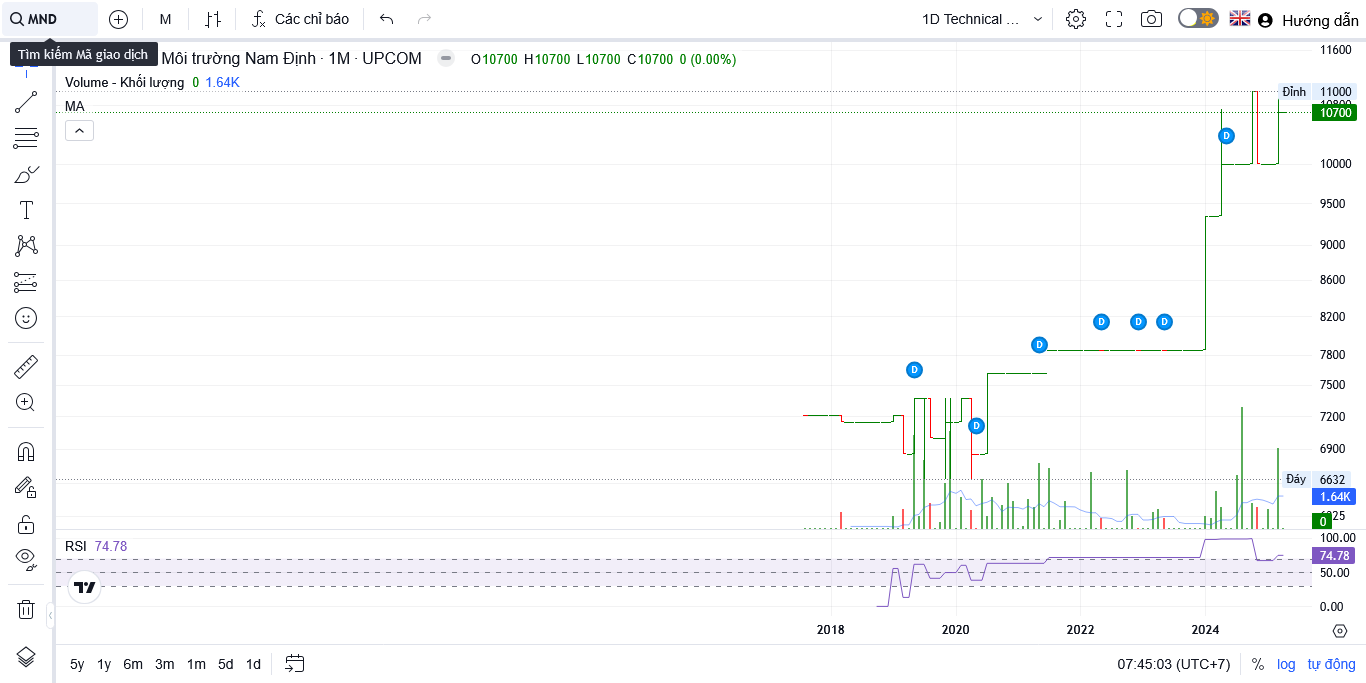 MND
M
Các chỉ báo
1D Technical ...
Hướng dẫn
Tìm kiếm Mã giao dịch
Môi trường Nam Định · 1M · UPCOM
O10700 H10700 L10700 C10700 0 (0.00%)
Volume - Khối lượng 0 1.64K
MA
11600
Đỉnh 11000
10700
10000
9500
9000
8600
8200
7800
7500
7200
6900
Đáy 6632
1.64K
0
D
D
D
D
D
D
D
RSI 74.78
100.00
74.78
50.00
0.00
2018
2020
2022
2024
5y 1y 6m 3m 1m 5d 1d
07:45:03 (UTC+7)
%
log
tự động